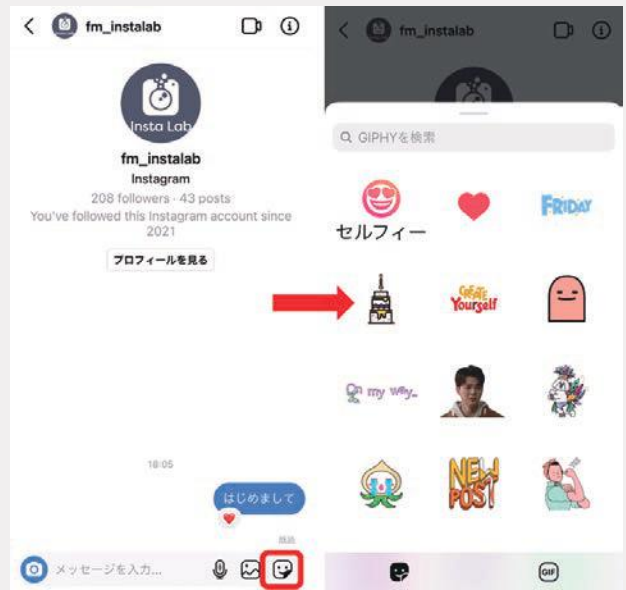 fm_instalab
Insta Lab
fm_instalab
Instagram
208 followers · 43 posts
You've followed this Instagram account since
2021
プロフィールを見る
18:05
はじめまして
既読
メッセージを入力...
fm_instalab
GIPHYを検索
セルフィー
FRIDAY
CREATE
Yourself
On my way..
NEW
POST
GIF